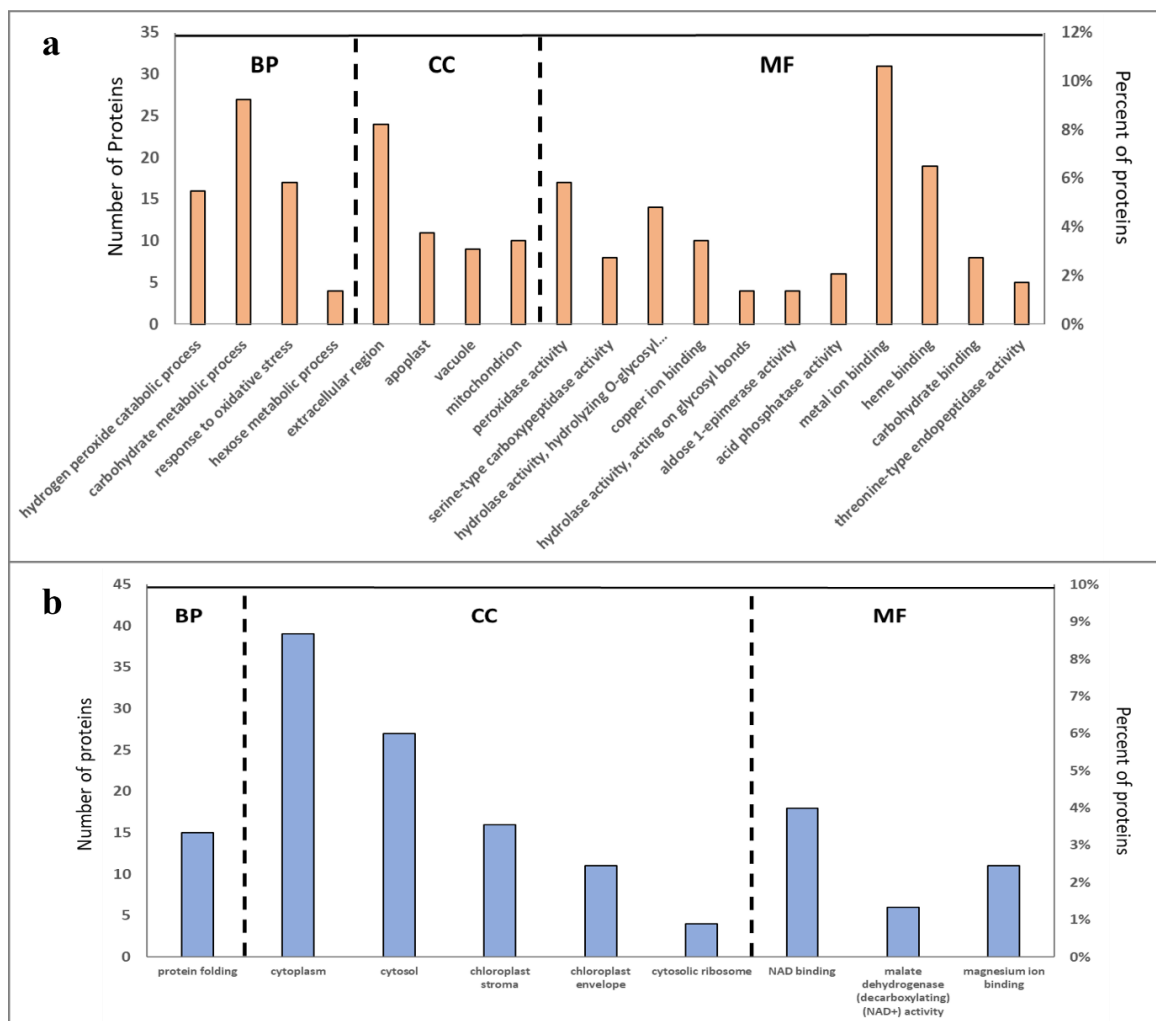 a
BP
CC
MF
Number of Proteins
Percent of proteins
35
30
25
20
15
10
5
0
12%
10%
8%
6%
4%
2%
0%
hydrogen peroxide catabolic process
carbohydrate metabolic process
response to oxidative stress
hexose metabolic process
extracellular region
apoplast
vacuole
mitochondrion
peroxidase activity
serine-type carboxypeptidase activity
hydrolase activity, hydrolyzing O-glycosyl...
copper ion binding
hydrolase activity, acting on glycosyl bonds
aldose 1-epimerase activity
acid phosphatase activity
metal ion binding
heme binding
carbohydrate binding
threonine-type endopeptidase activity
b
BP
CC
MF
Number of proteins
Percent of proteins
45
40
35
30
25
20
15
10
5
0
10%
9%
8%
7%
6%
5%
4%
3%
2%
1%
0%
protein folding
cytoplasm
cytosol
chloroplast
stroma
chloroplast
envelope
cytosolic ribosome
NAD binding
malate
dehydrogenase
(decarboxylating)
(NAD+) activity
magnesium ion
binding